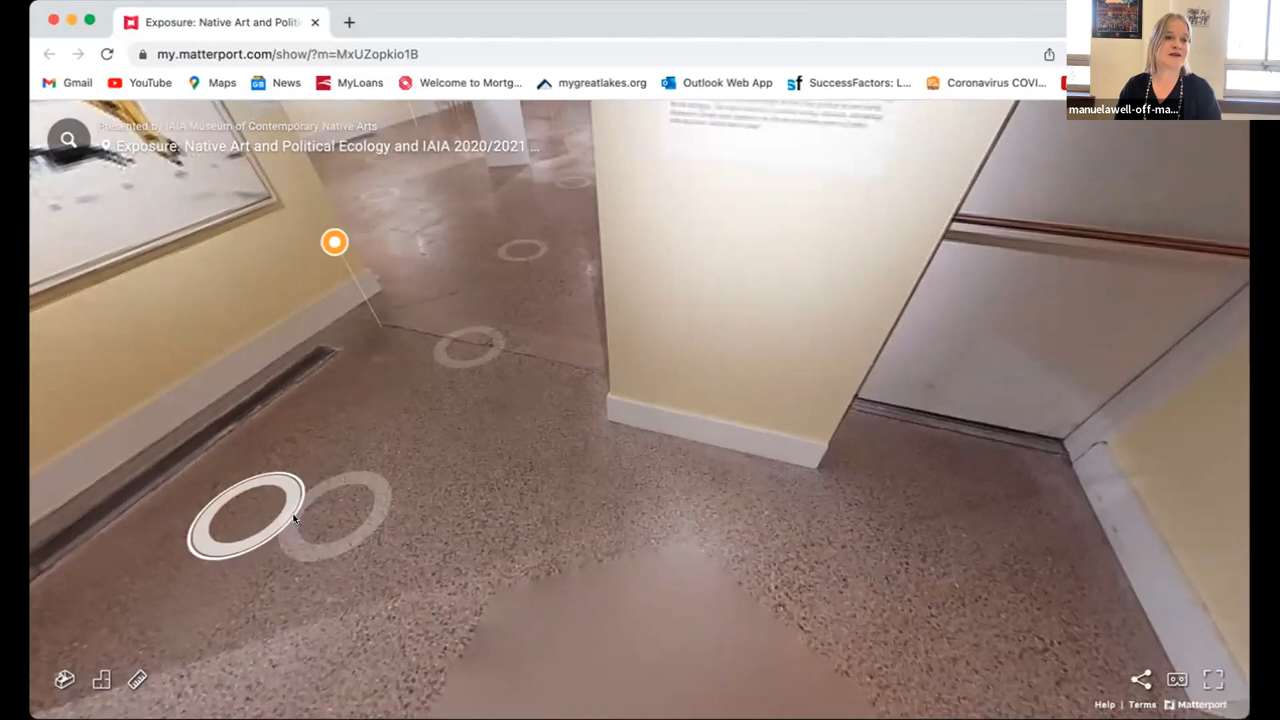 Exposure: Native Art and Politi
my.matterport.com/show/?m=MxUZopkio1B
Gmail YouTube Maps News MyLoans Welcome to Mortg... mygreatlakes.org Outlook Web App SuccessFactors: L... Coronavirus COVI...
manuelawell-off-ma...
Presented by IAIA Museum of Contemporary Native Arts
Exposure: Native Art and Political Ecology and IAIA 2020/2021 ...
Help | Terms Matterport